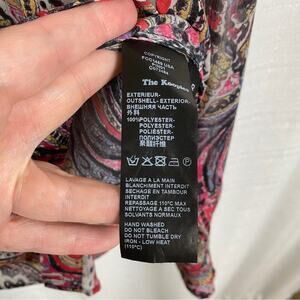 COPYRIGHT
The Kooples
EXTERIEUR-
OUTSHELL-EXTERIOR-
ВНЕШНЯЯ ЧАСТЬ
外料
100%POLYESTER-
POLYESTER-
POLIÉSTER-
ПОЛИЭСТЕР
聚酯纤维
LAVAGE A LA MAIN
BLANCHIMENT INTERDIT
SECHAGE EN TAMBOUR
INTERDIT
REPASSAGE 110°C MAX
NETTOYAGE A SEC TOUS
SOLVANTS NORMAUX
HAND WASHED
DO NOT BLEACH
DO NOT TUMBLE DRY
IRON - LOW HEAT
(110°C)